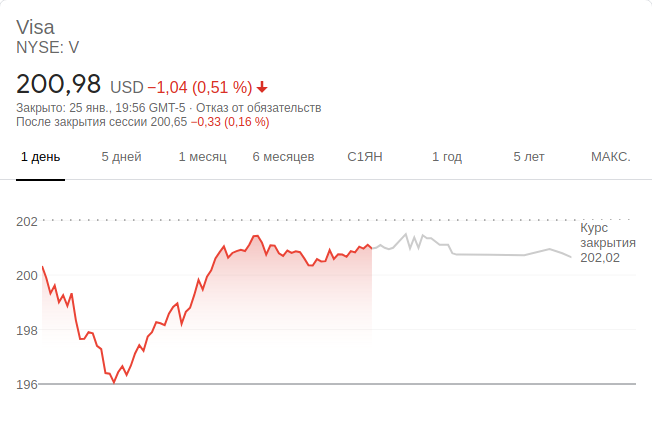 Visa
NYSE: V
200,98 USD −1,04 (0,51 %)
Закрыто: 25 янв., 19:56 GMT-5 · Отказ от обязательств
После закрытия сессии 200,65 −0,33 (0,16 %)
1 день 5 дней 1 месяц 6 месяцев С1ЯН 1 год 5 лет МАКС.
202
Курс
закрытия
202,02
200
198
196